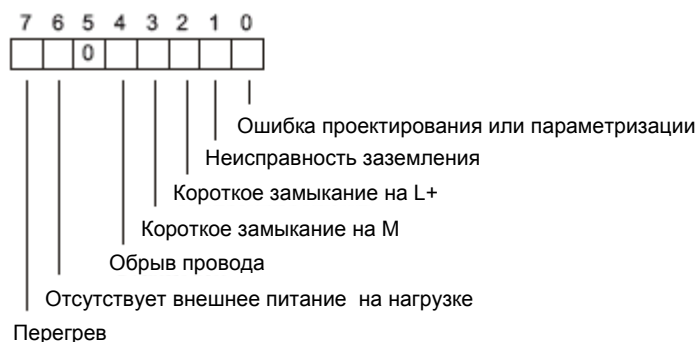 7 6 5 4 3 2 1 0
0
Ошибка проектирования или параметризации
Неисправность заземления
Короткое замыкание на L+
Короткое замыкание на M
Обрыв провода
Отсутствует внешнее питание на нагрузке
Перегрев